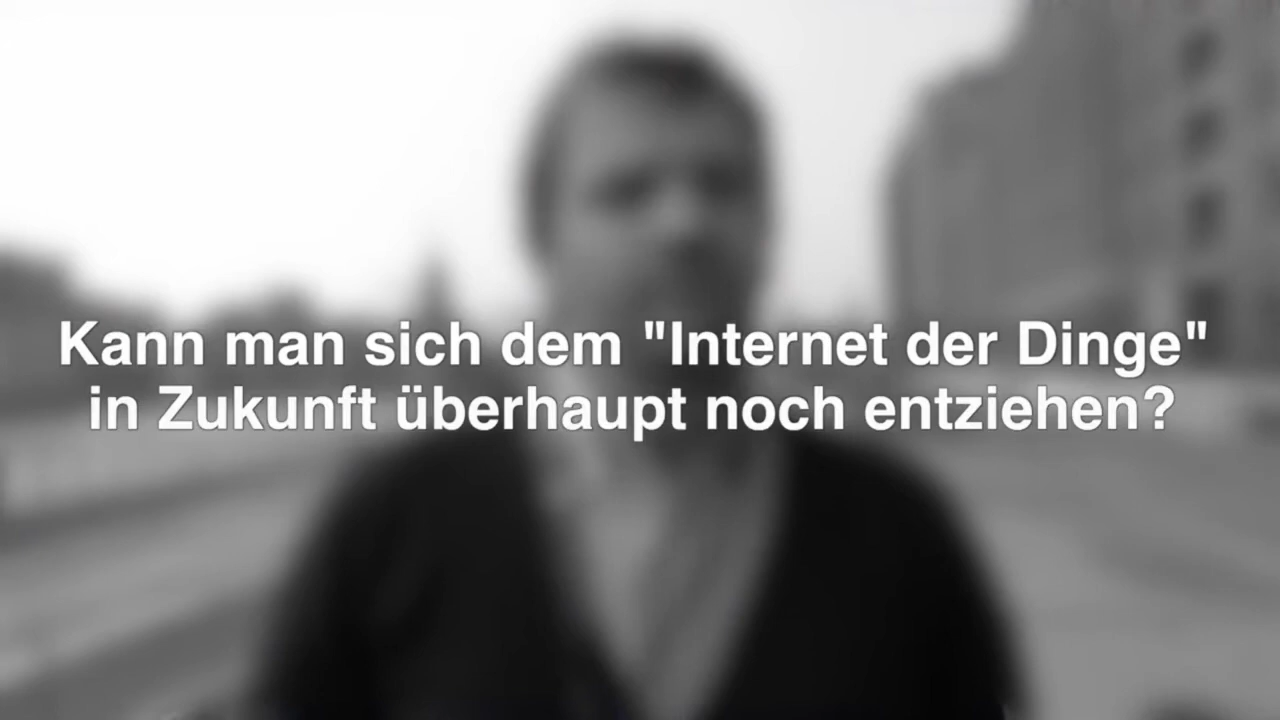 Kann man sich dem "Internet der Dinge"
in Zukunft überhaupt noch entziehen?